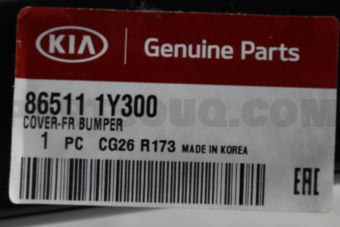 KIA Genuine Parts
86511 1Y300
COVER-FR BUMPER
1 PC CG26 R173 MADE IN KOREA
EAC